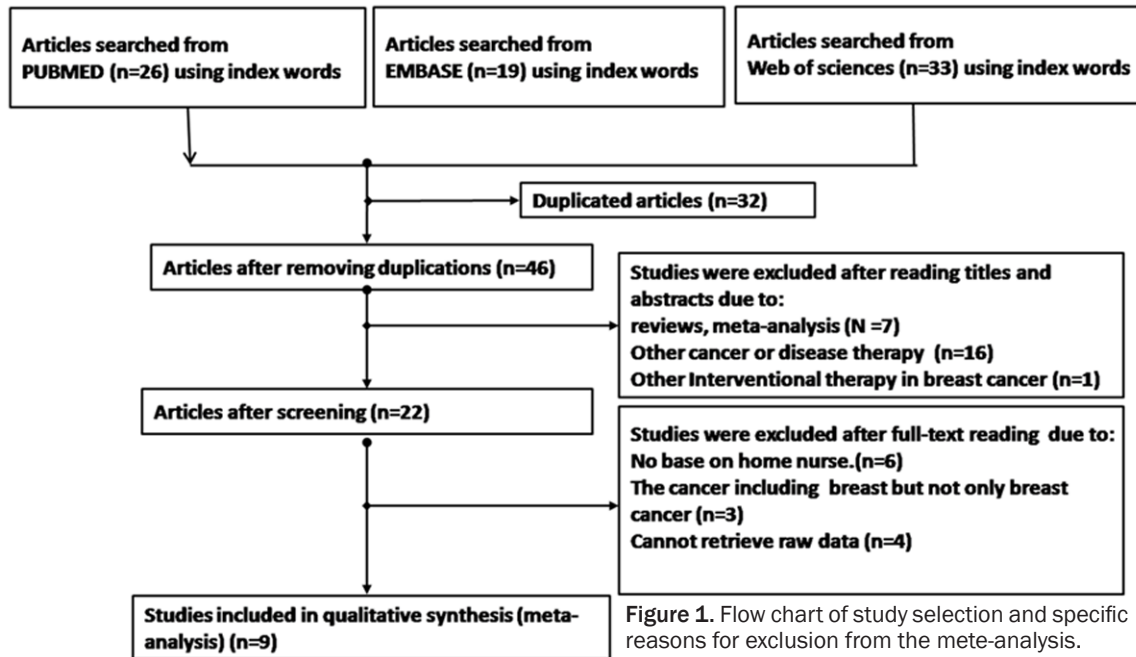 Articles searched from
PUBMED (n=26) using index words
Articles searched from
EMBASE (n=19) using index words
Articles searched from
Web of sciences (n=33) using index words
Duplicated articles (n=32)
Articles after removing duplications (n=46)
Studies were excluded after reading titles and
abstracts due to:
reviews, meta-analysis (N =7)
Other cancer or disease therapy (n=16)
Other Interventional therapy in breast cancer (n=1)
Articles after screening (n=22)
Studies were excluded after full-text reading due to:
No base on home nurse.(n=6)
The cancer including breast but not only breast
cancer (n=3)
Cannot retrieve raw data (n=4)
Studies included in qualitative synthesis (meta-
analysis) (n=9)
Figure 1. Flow chart of study selection and specific
reasons for exclusion from the mete-analysis.